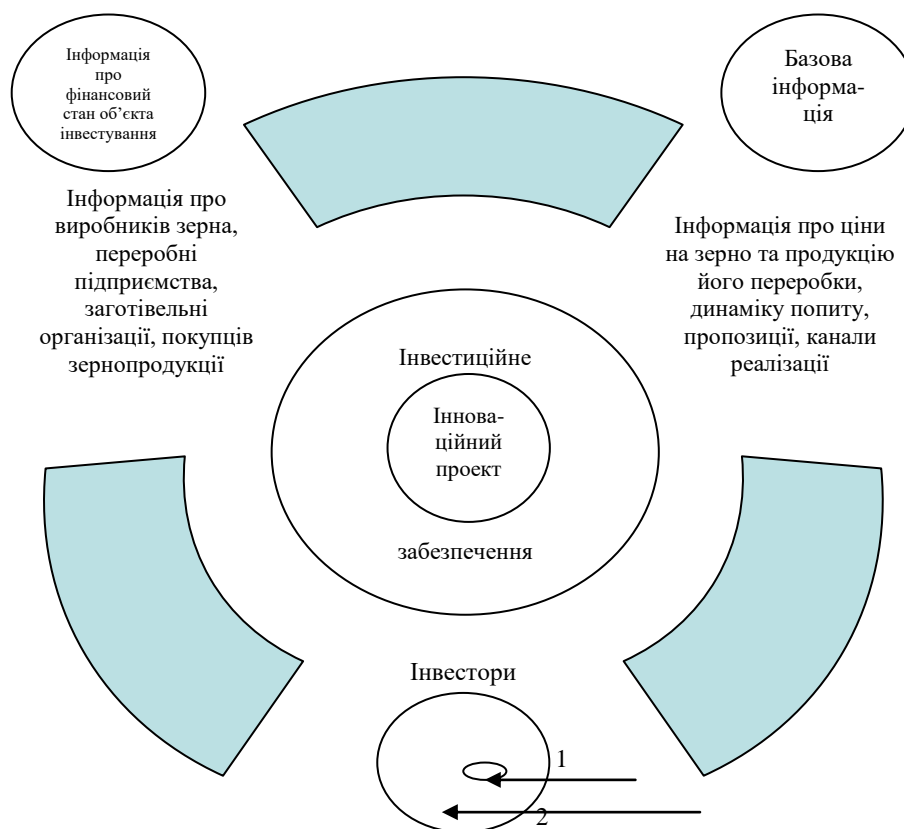 Інформація
про
фінансовий
стан об’єкта
інвестування
Базова
інформа-
ція
Інформація про
виробників зерна,
переробні
підприємства,
заготівельні
організації, покупців
зернопродукції
Інформація про ціни
на зерно та продукцію
його переробки,
динаміку попиту,
пропозиції, канали
реалізації
Інвестиційне
Іннова-
ційний
проект
забезпечення
Інвестори
1
2